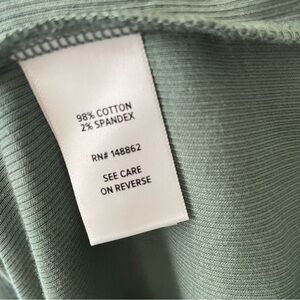 98% COTTON
2% SPANDEX
RN# 148862
SEE CARE
ON REVERSE